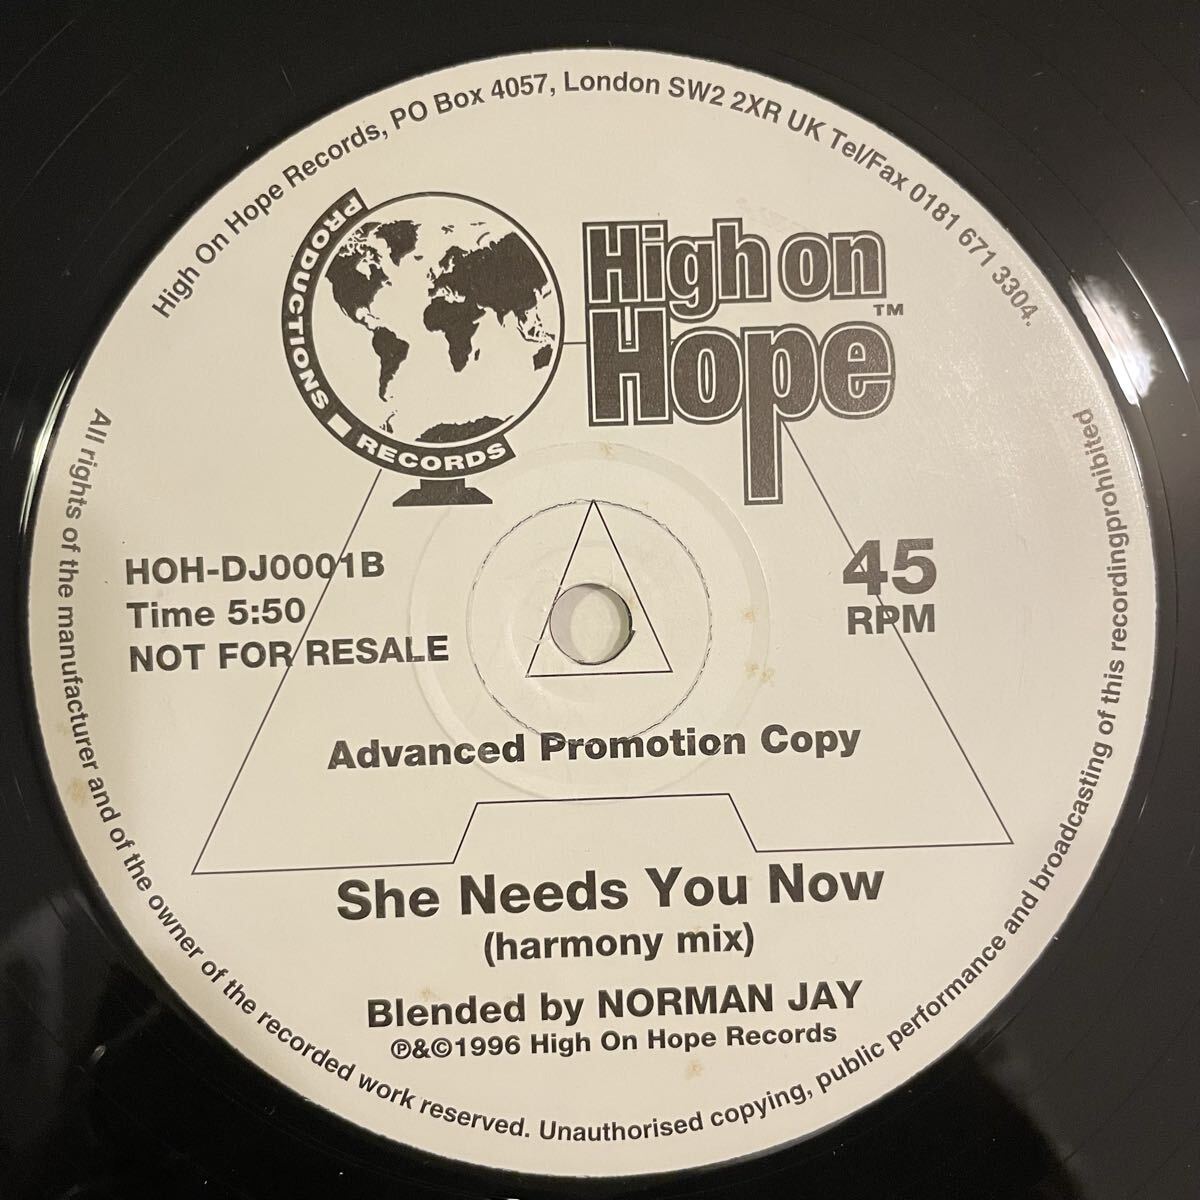 High On Hope Records, PO Box 4057, London SW2 2XR UK Tel/Fax 0181 671 3304.
PRODUCTIONS ■ RECORDS
High on
Hope ™
HOH-DJ0001B
Time 5:50
NOT FOR RESALE
45
RPM
Advanced Promotion Copy
She Needs You Now
(harmony mix)
Blended by NORMAN JAY
℗&©1996 High On Hope Records
All rights of the manufacturer and of the owner of the recorded work reserved. Unauthorised copying, public performance and broadcasting of this recordingprohibited